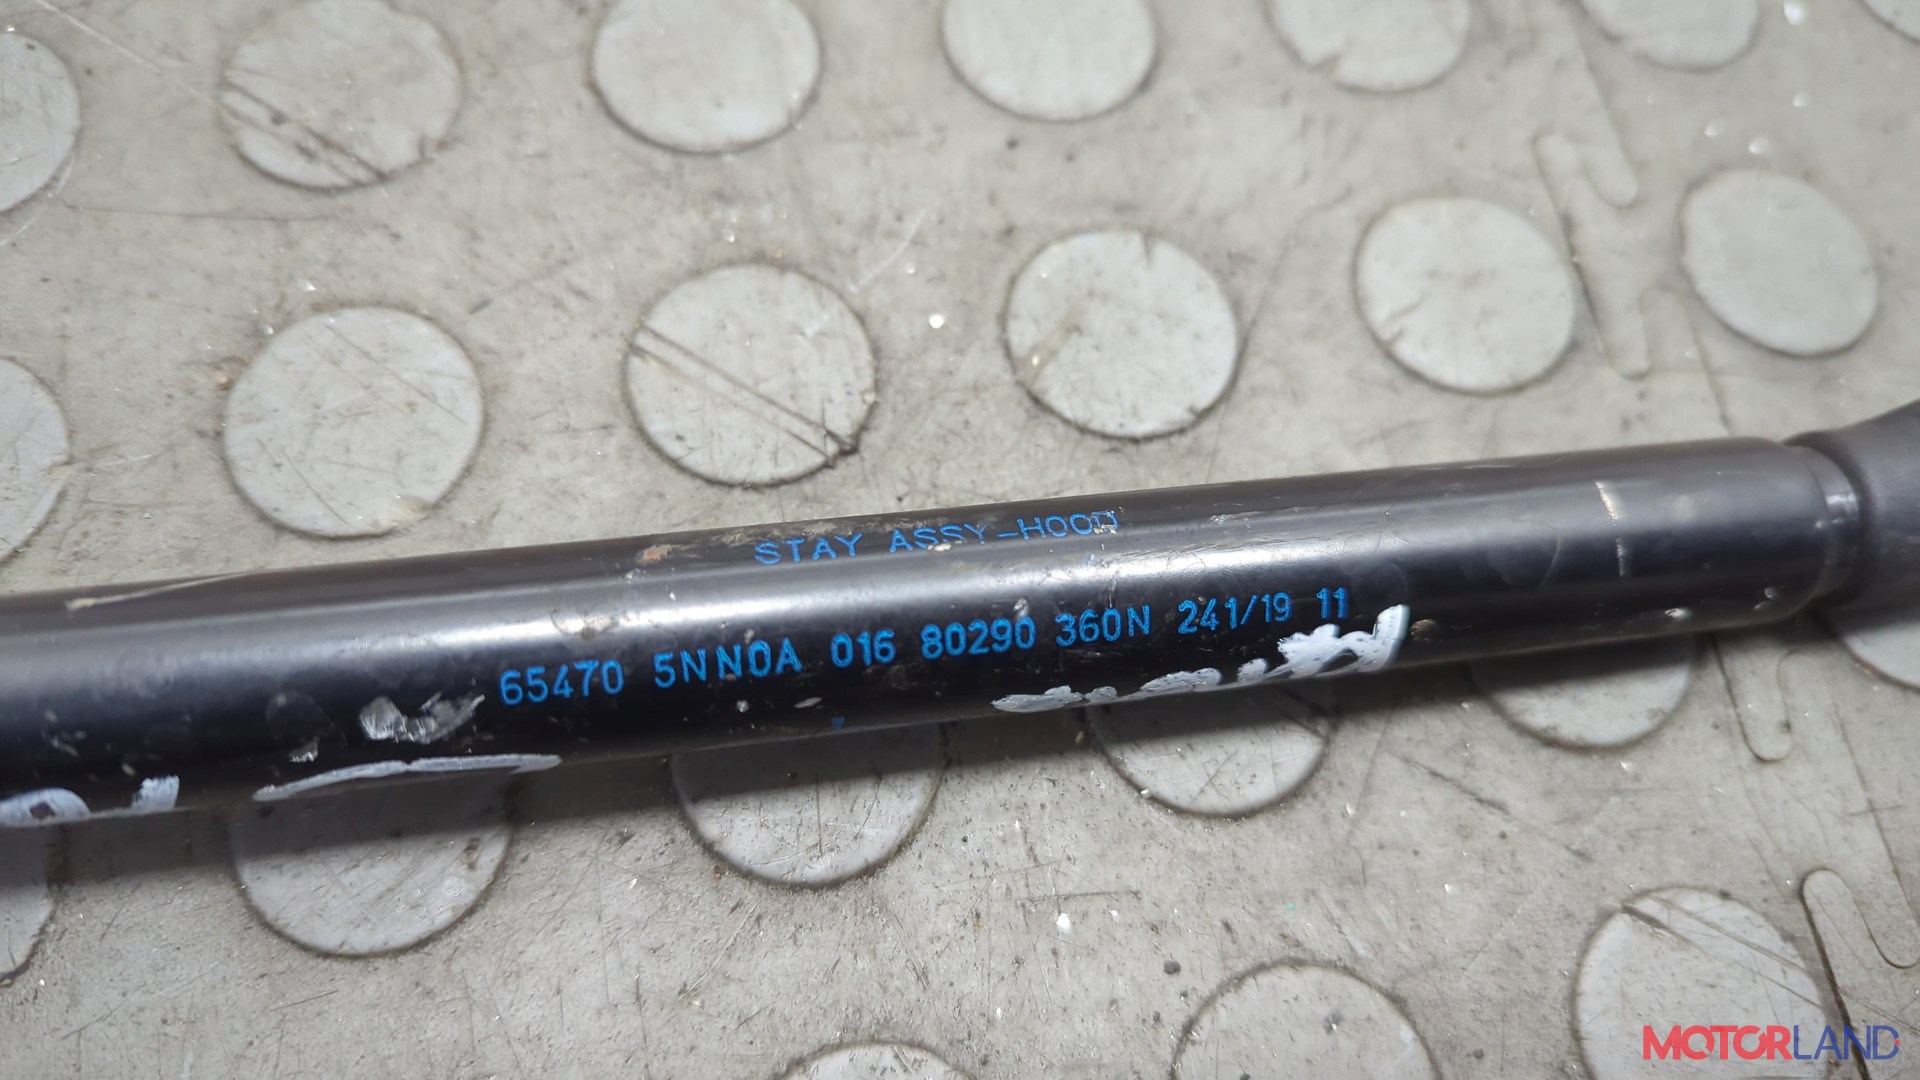 STAY ASSY-HOOD
65470 5NN0A 016 80290 360N 241/19 11
MOTORLAND